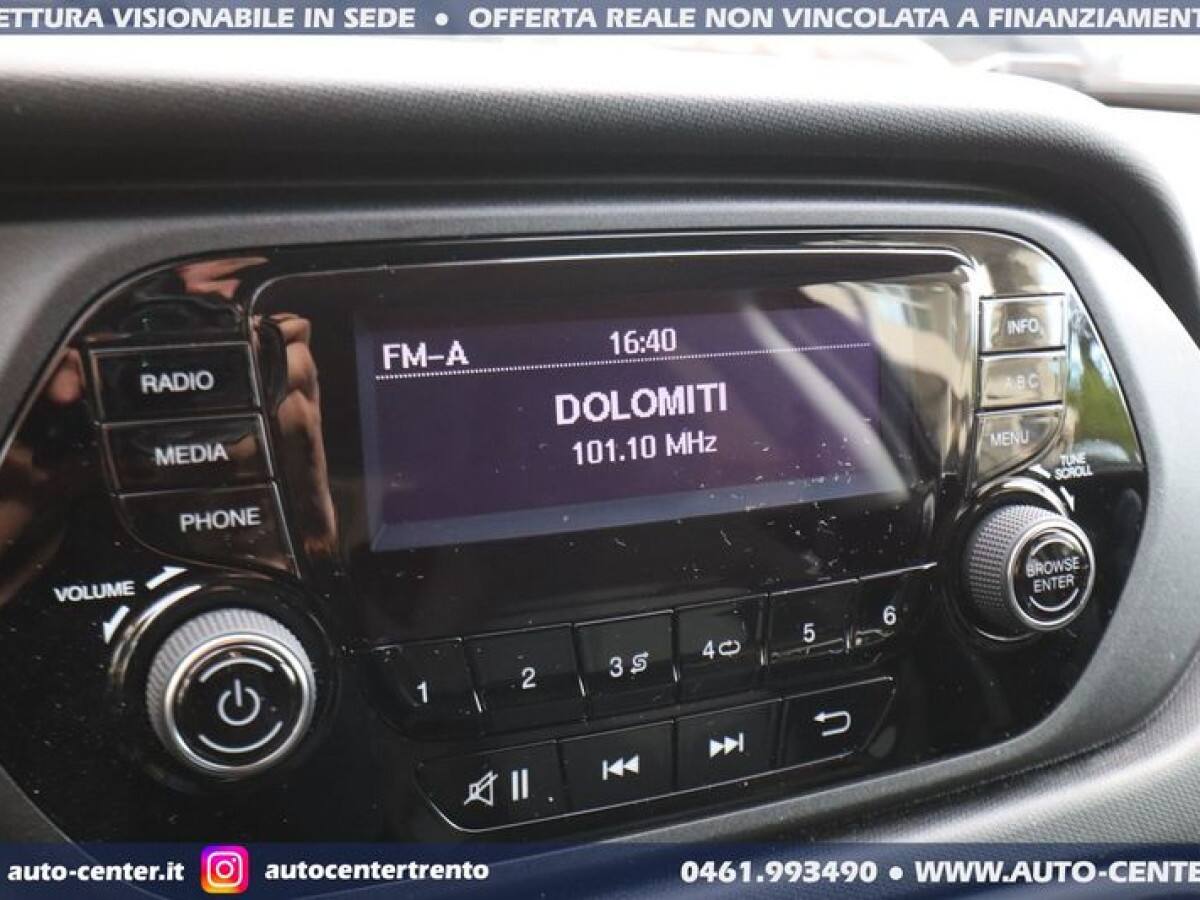 ETTURA VISIONABILE IN SEDE • OFFERTA REALE NON VINCOLATA A FINANZIAMENT
FM-A 16:40
DOLOMITI
101.10 MHz
RADIO
MEDIA
PHONE
VOLUME
INFO
ABC
MENU
TUNE
SCROLL
BROWSE
ENTER
1 2 3 4 5 6
auto-center.it autocentertrento 0461.993490 • WWW.AUTO-CENTE